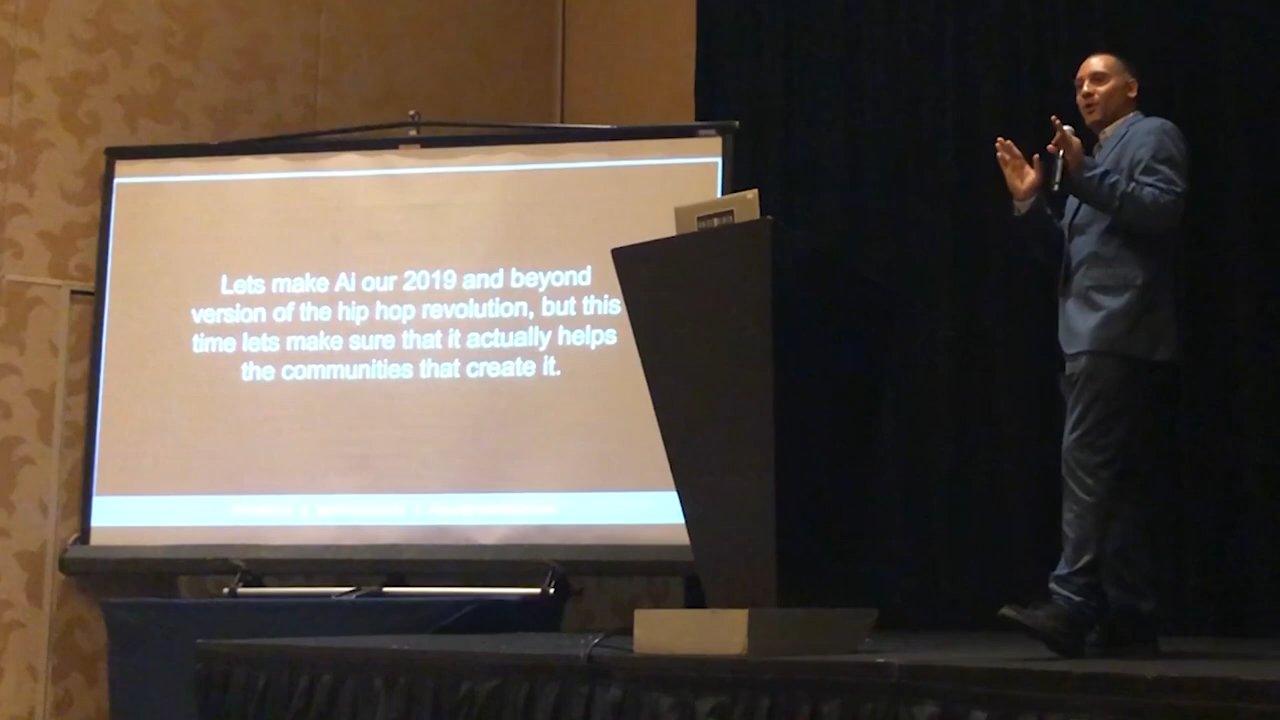 Lets make Ai our 2019 and beyond
version of the hip hop revolution, but this
time lets make sure that it actually helps
the communities that create it.